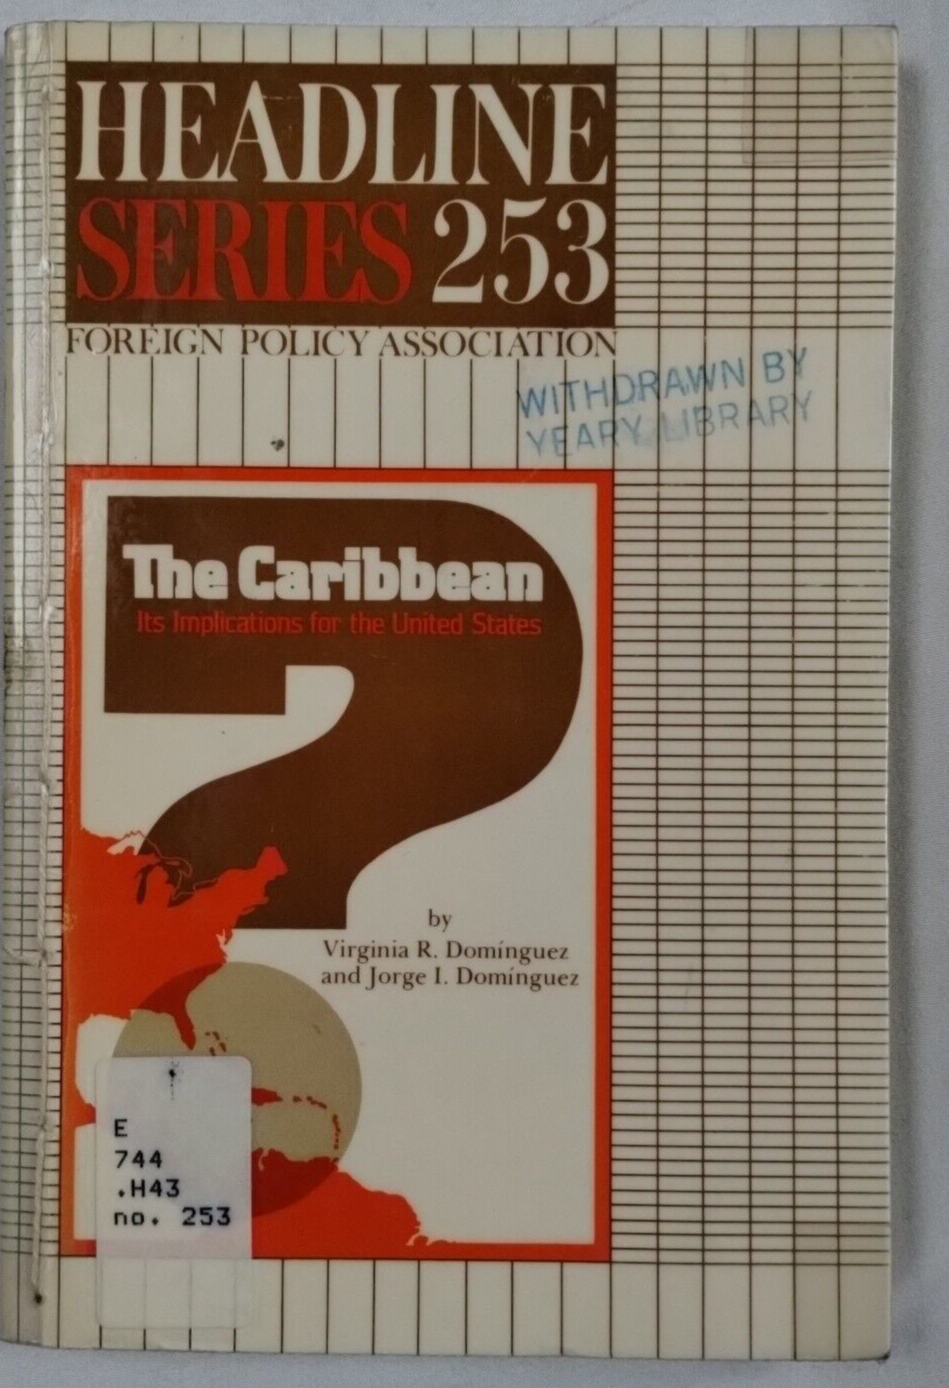 HEADLINE
SERIES 253
FOREIGN POLICY ASSOCIATION
WITHDRAWN BY
YEARY LIBRARY
The Caribbean
Its Implications for the United States
by
Virginia R. Domínguez
and Jorge I. Domínguez
E
744
.H43
no. 253